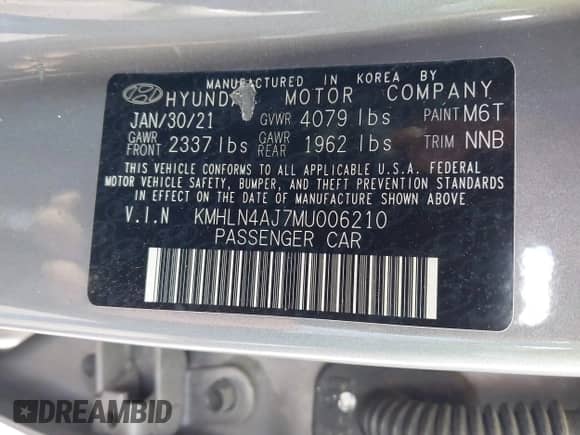 MANUFACTURED IN KOREA BY
HYUNDAI MOTOR COMPANY
JAN/30/21 GVWR 4079 lbs PAINT M6T
GAWR FRONT 2337 lbs GAWR REAR 1962 lbs TRIM NNB
THIS VEHICLE CONFORMS TO ALL APPLICABLE U.S.A. FEDERAL
MOTOR VEHICLE SAFETY, BUMPER, AND THEFT PREVENTION STANDARDS
IN EFFECT ON THE DATE OF MANUFACTURE SHOWN ABOVE
V.I.N KMHLN4AJ7MU006210
PASSENGER CAR
DREAMBID